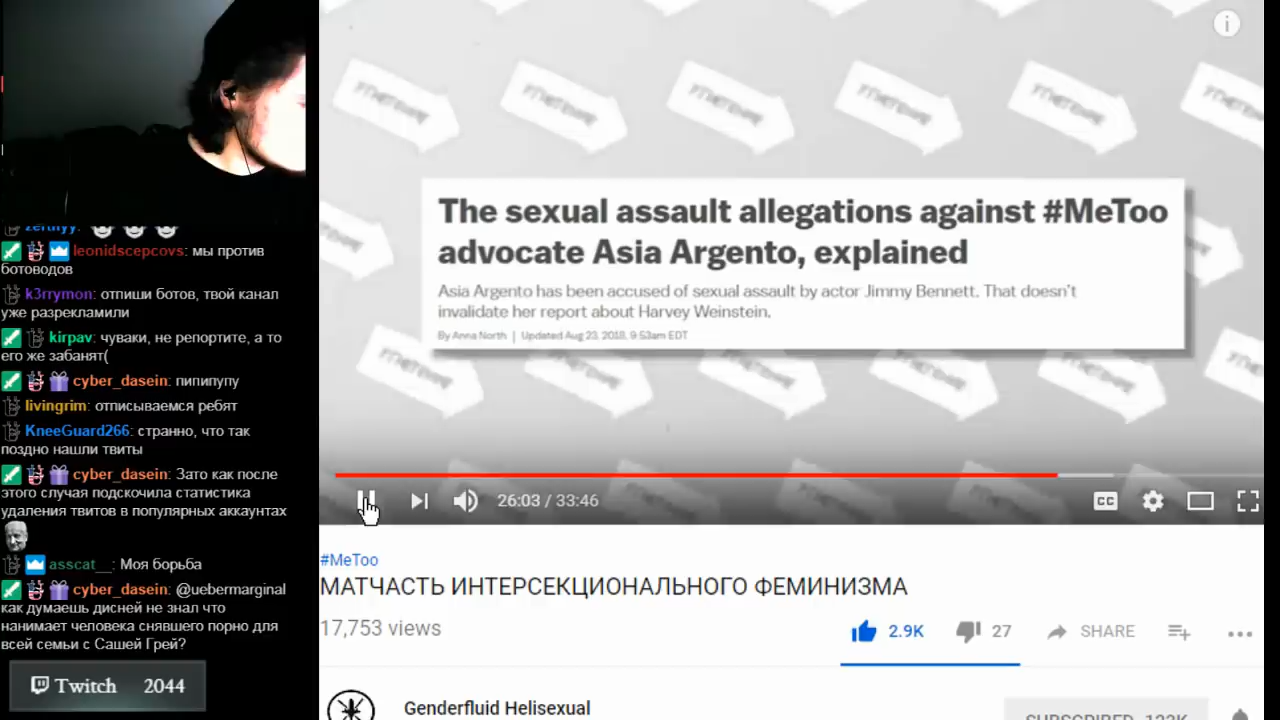 zerthyy:
leonidscepcovs: мы против
ботоводов
k3rrymon: отпиши ботов, твой канал
уже разрекламили
kirpav: чуваки, не репортите, а то
его же забанят(
cyber_dasein: пипипупу
livingrim: отписываемся ребят
KneeGuard266: странно, что так
поздно нашли твиты
cyber_dasein: Зато как после
этого случая подскочила статистика
удаления твитов в популярных аккаунтах
asscat__: Моя борьба
cyber_dasein: @uebermarginal
как думаешь дисней не знал что
нанимает человека снявшего порно для
всей семьи с Сашей Грей?
Twitch 2044
The sexual assault allegations against #MeToo
advocate Asia Argento, explained
Asia Argento has been accused of sexual assault by actor Jimmy Bennett. That doesn't
invalidate her report about Harvey Weinstein.
By Anna North | Updated Aug 23, 2018, 9:53am EDT
26:03 / 33:46
CC
#MeToo
МАТЧАСТЬ ИНТЕРСЕКЦИОНАЛЬНОГО ФЕМИНИЗМА
17,753 views
2.9K
27
SHARE
Genderfluid Helisexual
SUBSCRIBED